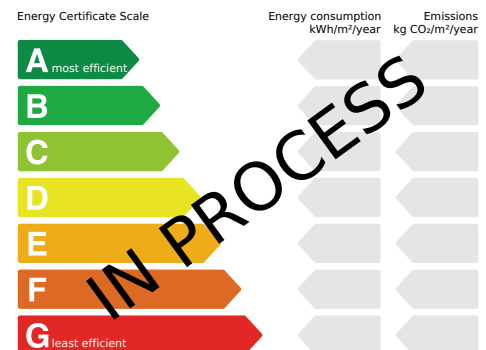 Energy Certificate Scale
Energy consumption
kWh/m²/year
Emissions
kg CO₂/m²/year
A most efficient
B
C
D
E
F
G least efficient
IN PROCESS